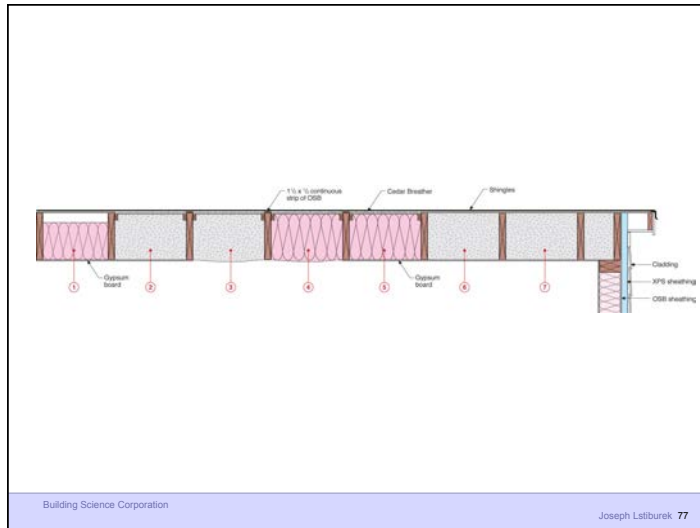 1 ½ x ½ continuous
strip of OSB
Cedar Breather
Shingles
Gypsum
board
Gypsum
board
Cladding
XPS sheathing
OSB sheathing
1
2
3
4
5
6
7
Building Science Corporation
Joseph Lstiburek 77